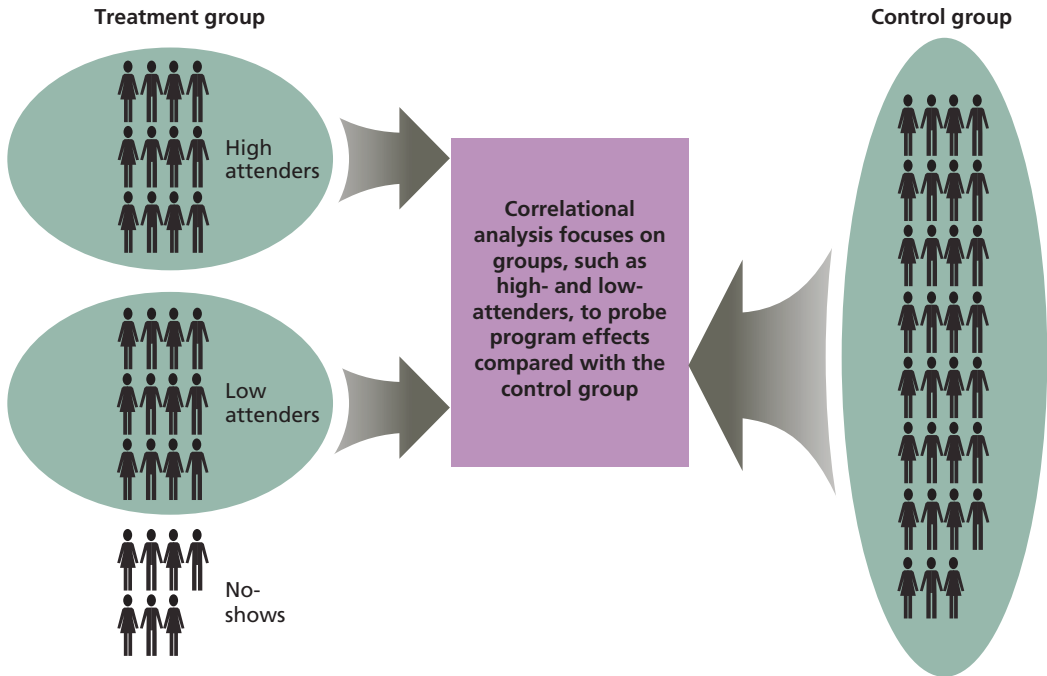 Treatment group
Control group
High
attenders
Low
attenders
No-
shows
Correlational
analysis focuses on
groups, such as
high- and low-
attenders, to probe
program effects
compared with the
control group